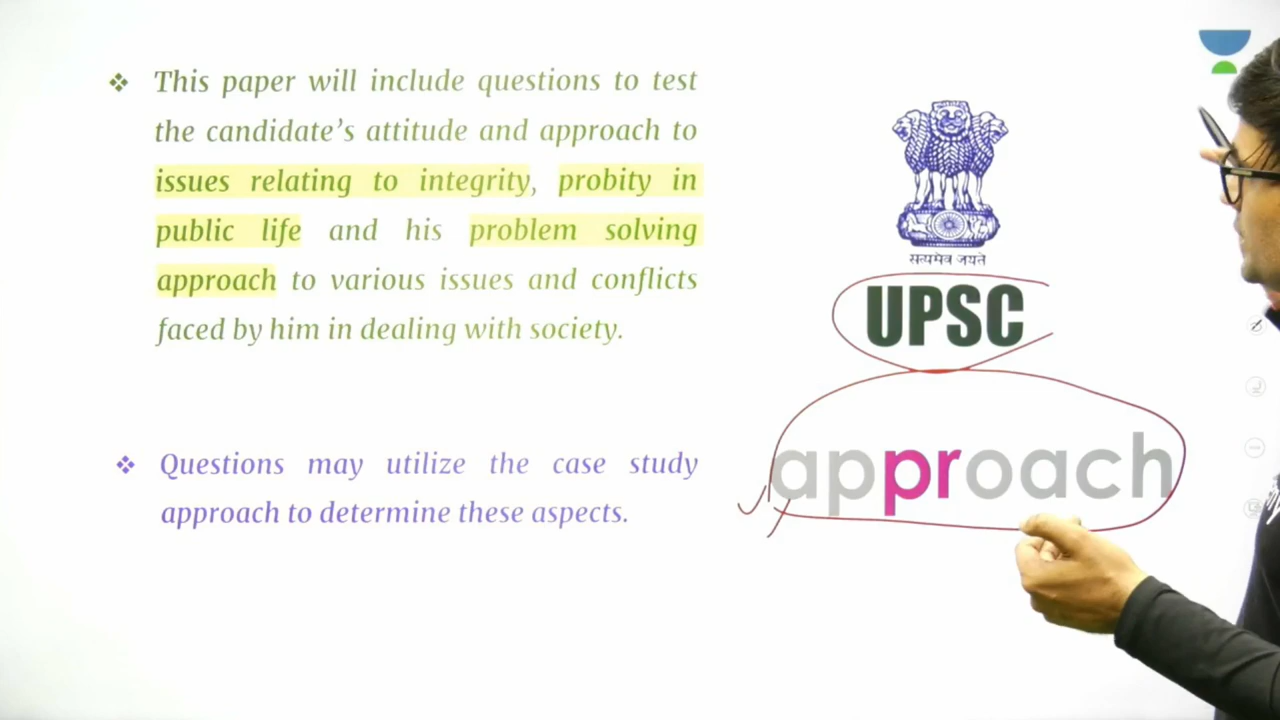 This paper will include questions to test
the candidate's attitude and approach to
issues relating to integrity, probity in
public life and his problem solving
approach to various issues and conflicts
faced by him in dealing with society.
Questions may utilize the case study
approach to determine these aspects.
सत्यमेव जयते
UPSC
approach